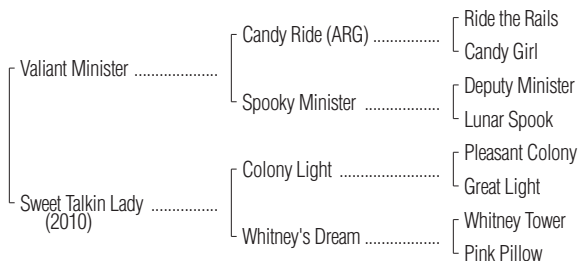 Ride the Rails
Candy Ride (ARG) ................
Candy Girl
Valiant Minister ....................
Deputy Minister
Spooky Minister .................
Lunar Spook
Pleasant Colony
Colony Light ........................
Great Light
Sweet Talkin Lady ................
(2010)
Whitney Tower
Whitney's Dream ..................
Pink Pillow